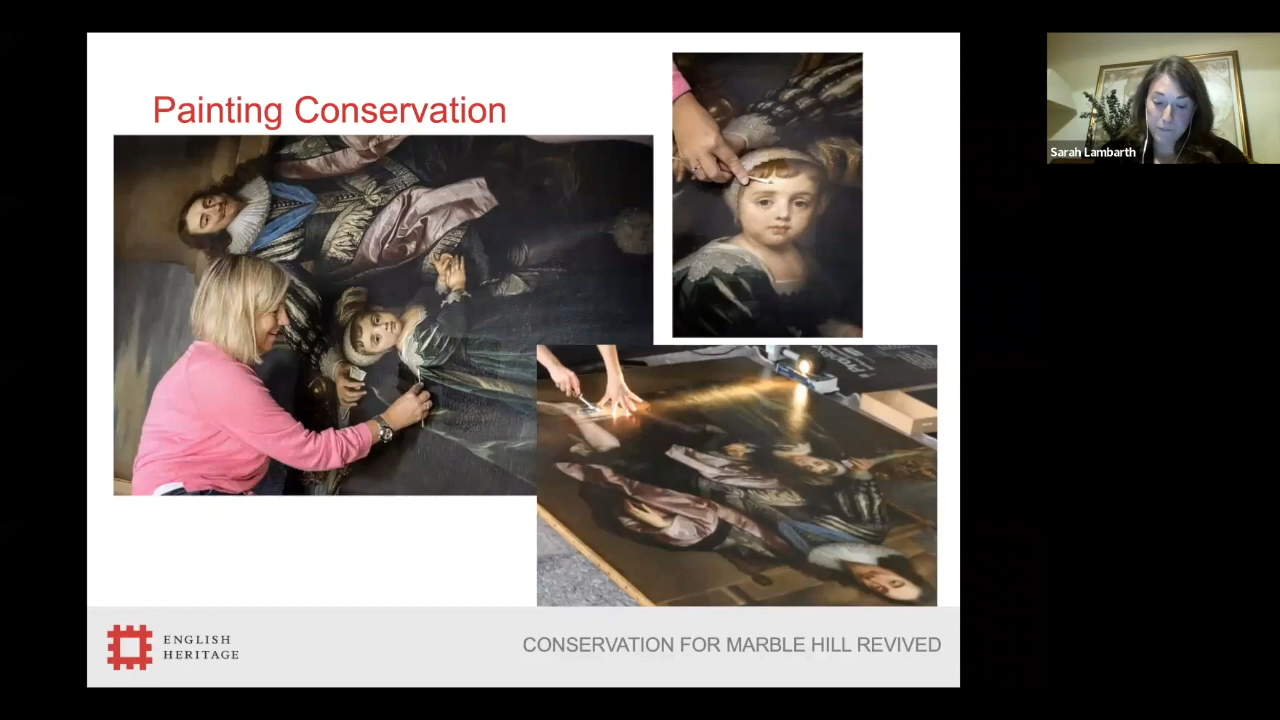 Painting Conservation
Sarah Lambarth
ENGLISH
HERITAGE
CONSERVATION FOR MARBLE HILL REVIVED